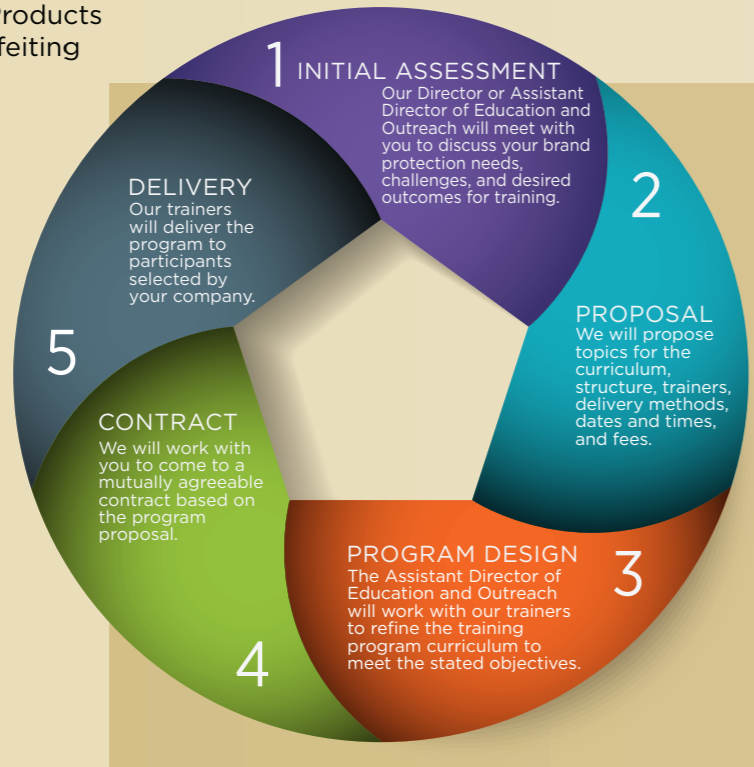 Products
feiting
1 INITIAL ASSESSMENT
Our Director or Assistant
Director of Education and
Outreach will meet with
you to discuss your brand
protection needs,
challenges, and desired
outcomes for training.
2
PROPOSAL
We will propose
topics for the
curriculum,
structure, trainers,
delivery methods,
dates and times,
and fees.
3
PROGRAM DESIGN
The Assistant Director of
Education and Outreach
will work with our trainers
to refine the training
program curriculum to
meet the stated objectives.
4
CONTRACT
We will work with
you to come to a
mutually agreeable
contract based on
the program
proposal.
5
DELIVERY
Our trainers
will deliver the
program to
participants
selected by
your company.